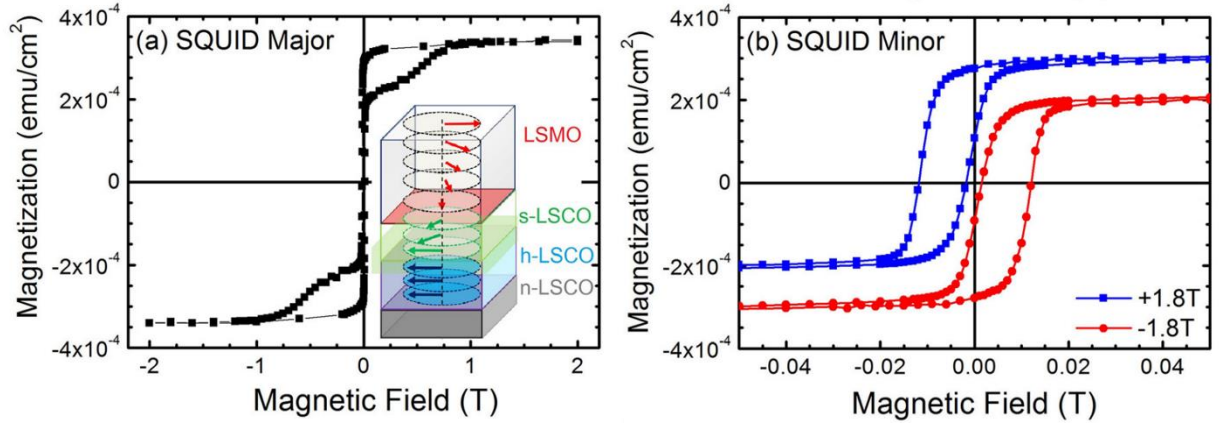 (a) SQUID Major
4x10⁻⁴
2x10⁻⁴
0
-2x10⁻⁴
-4x10⁻⁴
Magnetization (emu/cm²)
-2 -1 0 1 2
Magnetic Field (T)
LSMO
s-LSCO
h-LSCO
n-LSCO
(b) SQUID Minor
4x10⁻⁴
2x10⁻⁴
0
-2x10⁻⁴
-4x10⁻⁴
Magnetization (emu/cm²)
+1.8T
-1.8T
-0.04 -0.02 0.00 0.02 0.04
Magnetic Field (T)